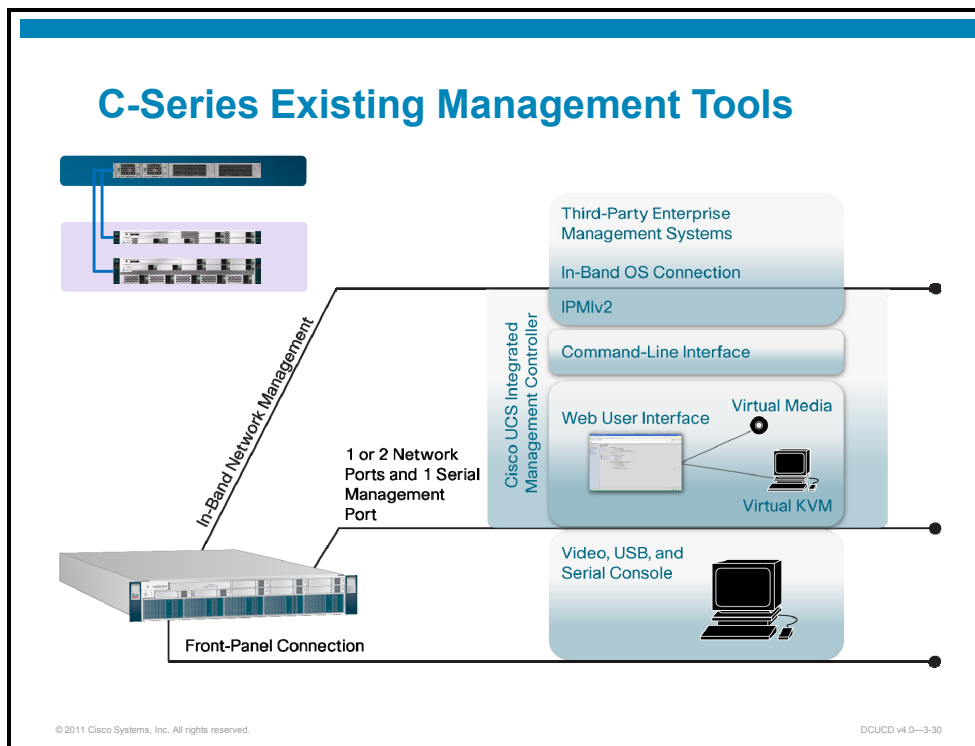 C-Series Existing Management Tools
Third-Party Enterprise
Management Systems
In-Band OS Connection
IPMIv2
Cisco UCS Integrated
Management Controller
Command-Line Interface
Web User Interface
Virtual Media
Virtual KVM
In-Band Network Management
1 or 2 Network
Ports and 1 Serial
Management
Port
Video, USB, and
Serial Console
Front-Panel Connection
© 2011 Cisco Systems, Inc. All rights reserved.
DCUCD v4.0—3-30